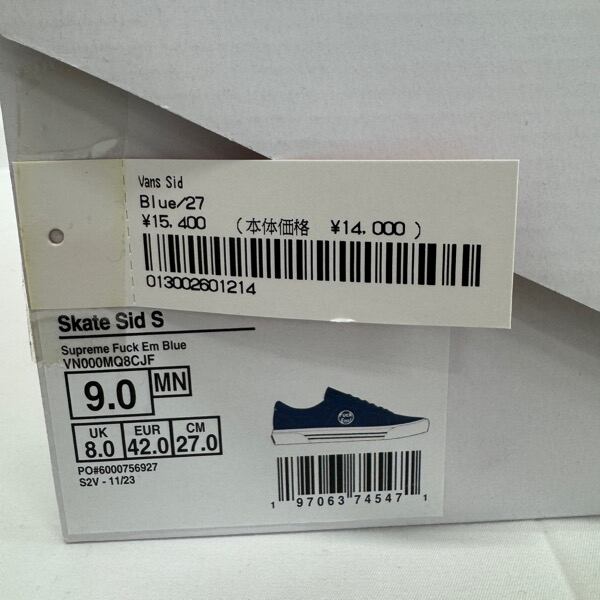 Vans Sid
Blue/27
¥15,400 (本体価格 ¥14,000 )
013002601214
Skate Sid S
Supreme Fuck Em Blue
VN000MQ8CJF
9.0 MN
UK EUR CM
8.0 42.0 27.0
PO#6000756927
S2V - 11/23
Fuck Em!
1 97063 74547 1